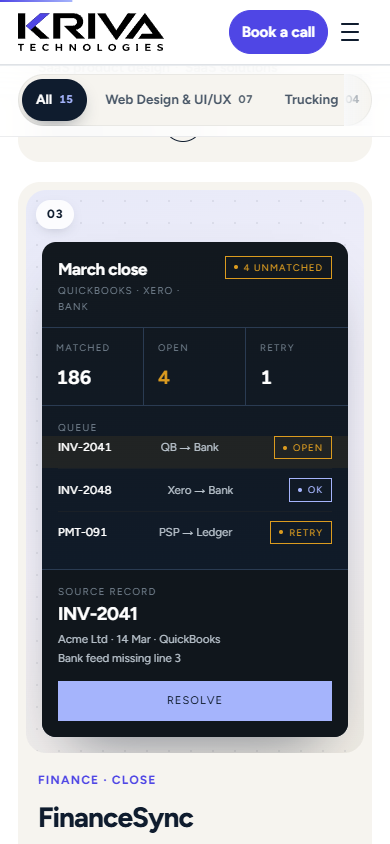 KRIVA
TECHNOLOGIES
Book a call
All 15
Web Design & UI/UX 07
Trucking 04
03
March close
4 UNMATCHED
QUICKBOOKS · XERO ·
BANK
MATCHED
OPEN
RETRY
186
4
1
QUEUE
INV-2041 QB → Bank OPEN
INV-2048 Xero → Bank OK
PMT-091 PSP → Ledger RETRY
SOURCE RECORD
INV-2041
Acme Ltd · 14 Mar · QuickBooks
Bank feed missing line 3
RESOLVE
FINANCE · CLOSE
FinanceSync